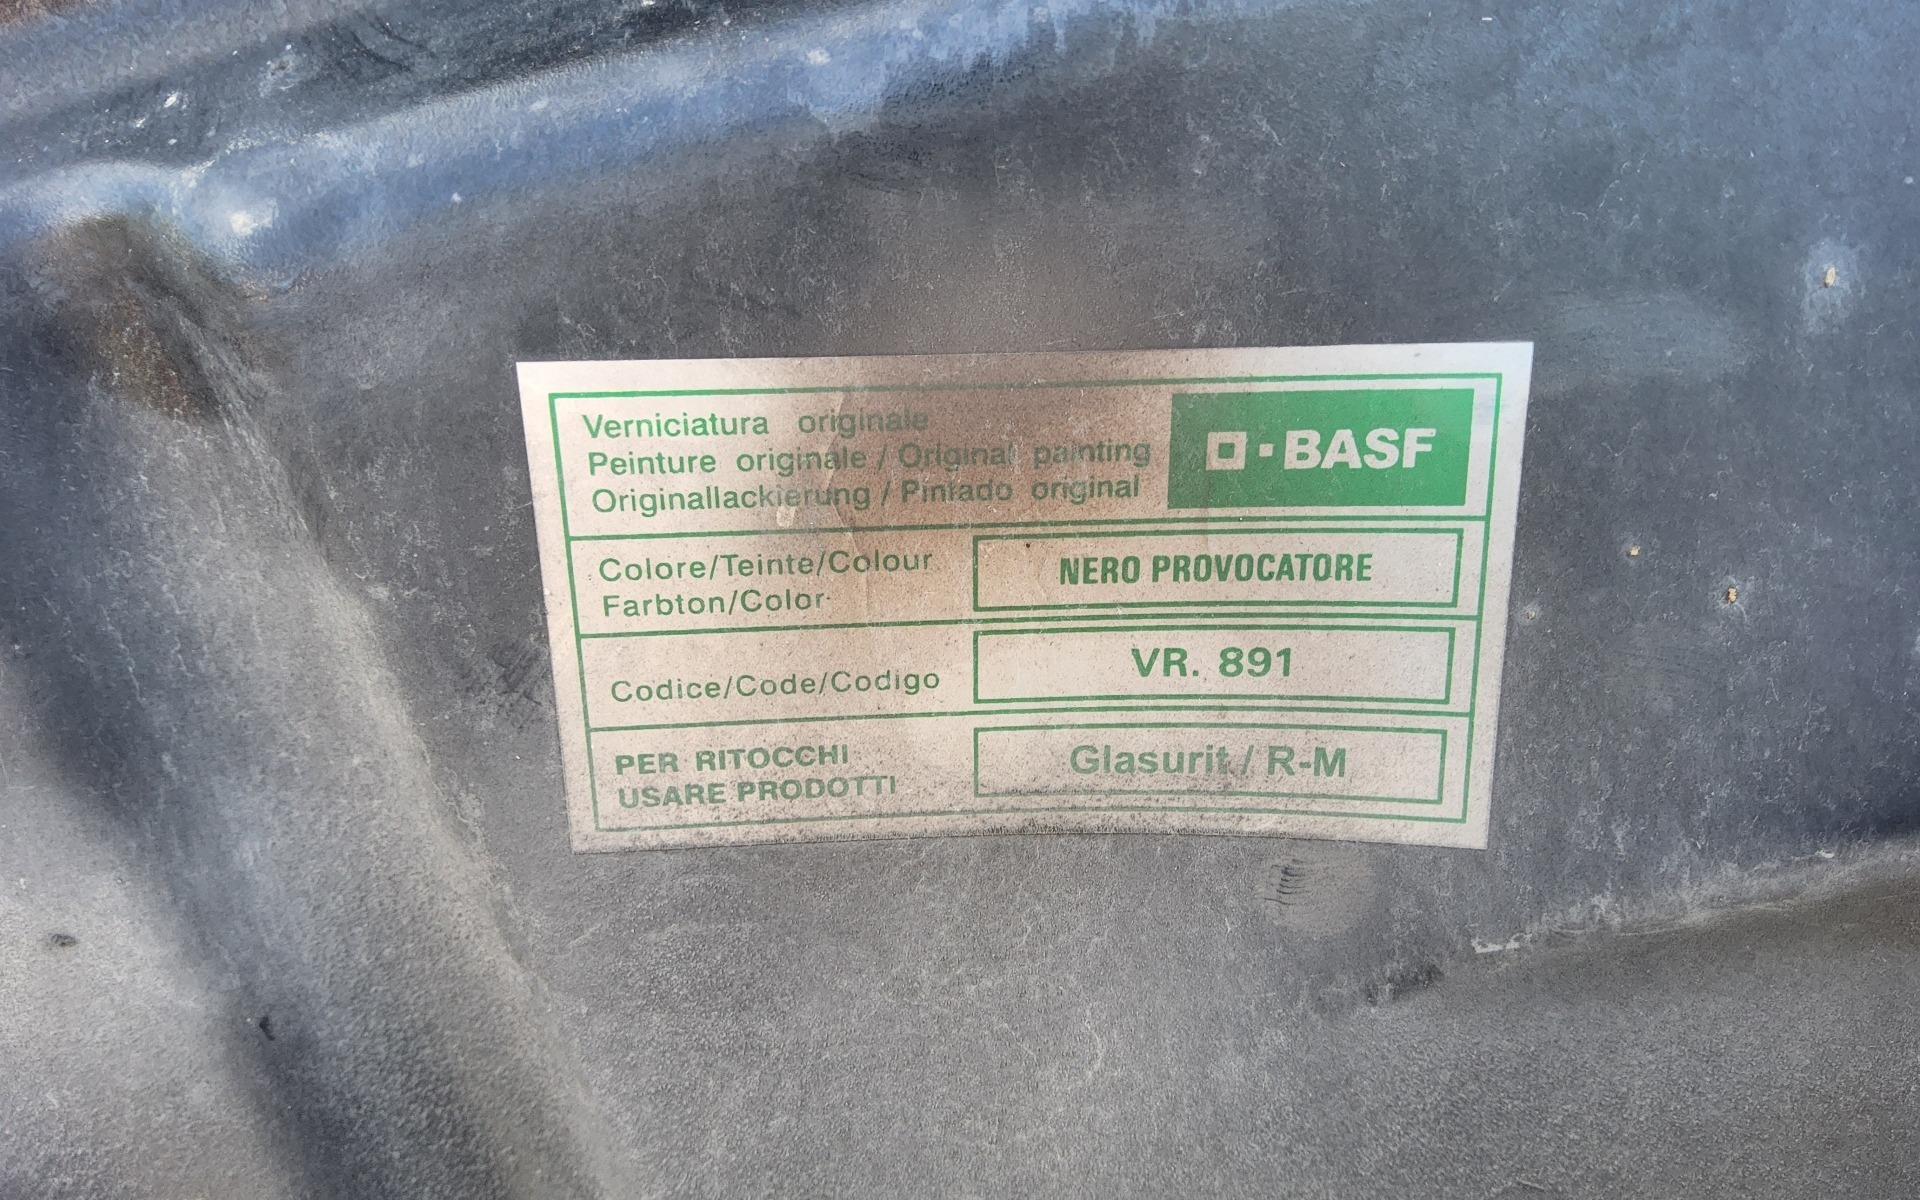 Verniciatura originale
Peinture originale / Original painting
Originallackierung / Pintado original
BASF
Colore/Teinte/Colour
Farbton/Color
NERO PROVOCATORE
Codice/Code/Codigo
VR. 891
PER RITOCCHI
USARE PRODOTTI
Glasurit / R-M